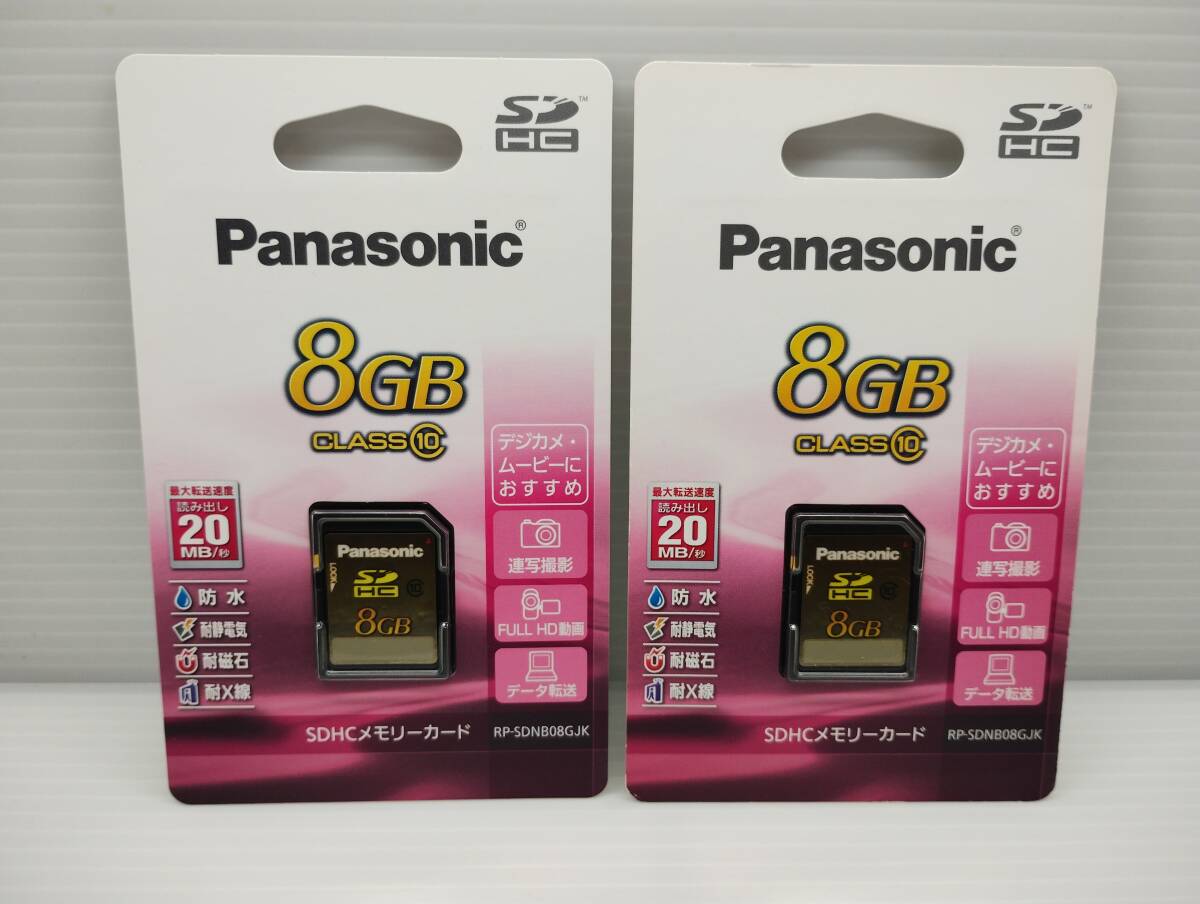 SD
HC™
Panasonic®
8GB
CLASS10
デジカメ・
ムービーに
おすすめ
最大転送速度
読み出し
20
MB/秒
連写撮影
FULL HD動画
データ転送
防水
耐静電気
耐磁石
耐X線
Panasonic
LOCK
SD
HC
10
8GB
SDHCメモリーカード
RP-SDNB08GJK
SD
HC™
Panasonic®
8GB
CLASS10
デジカメ・
ムービーに
おすすめ
最大転送速度
読み出し
20
MB/秒
連写撮影
FULL HD動画
データ転送
防水
耐静電気
耐磁石
耐X線
Panasonic
LOCK
SD
HC
10
8GB
SDHCメモリーカード
RP-SDNB08GJK